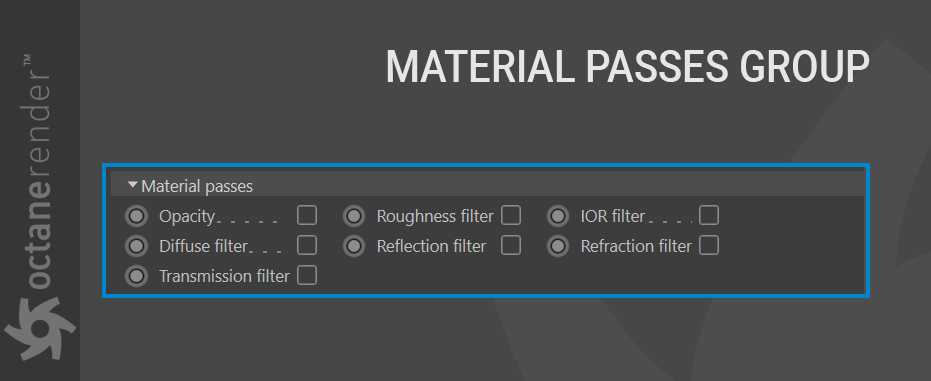 octanerender™
MATERIAL PASSES GROUP
Material passes
Opacity Roughness filter IOR filter
Diffuse filter Reflection filter Refraction filter
Transmission filter